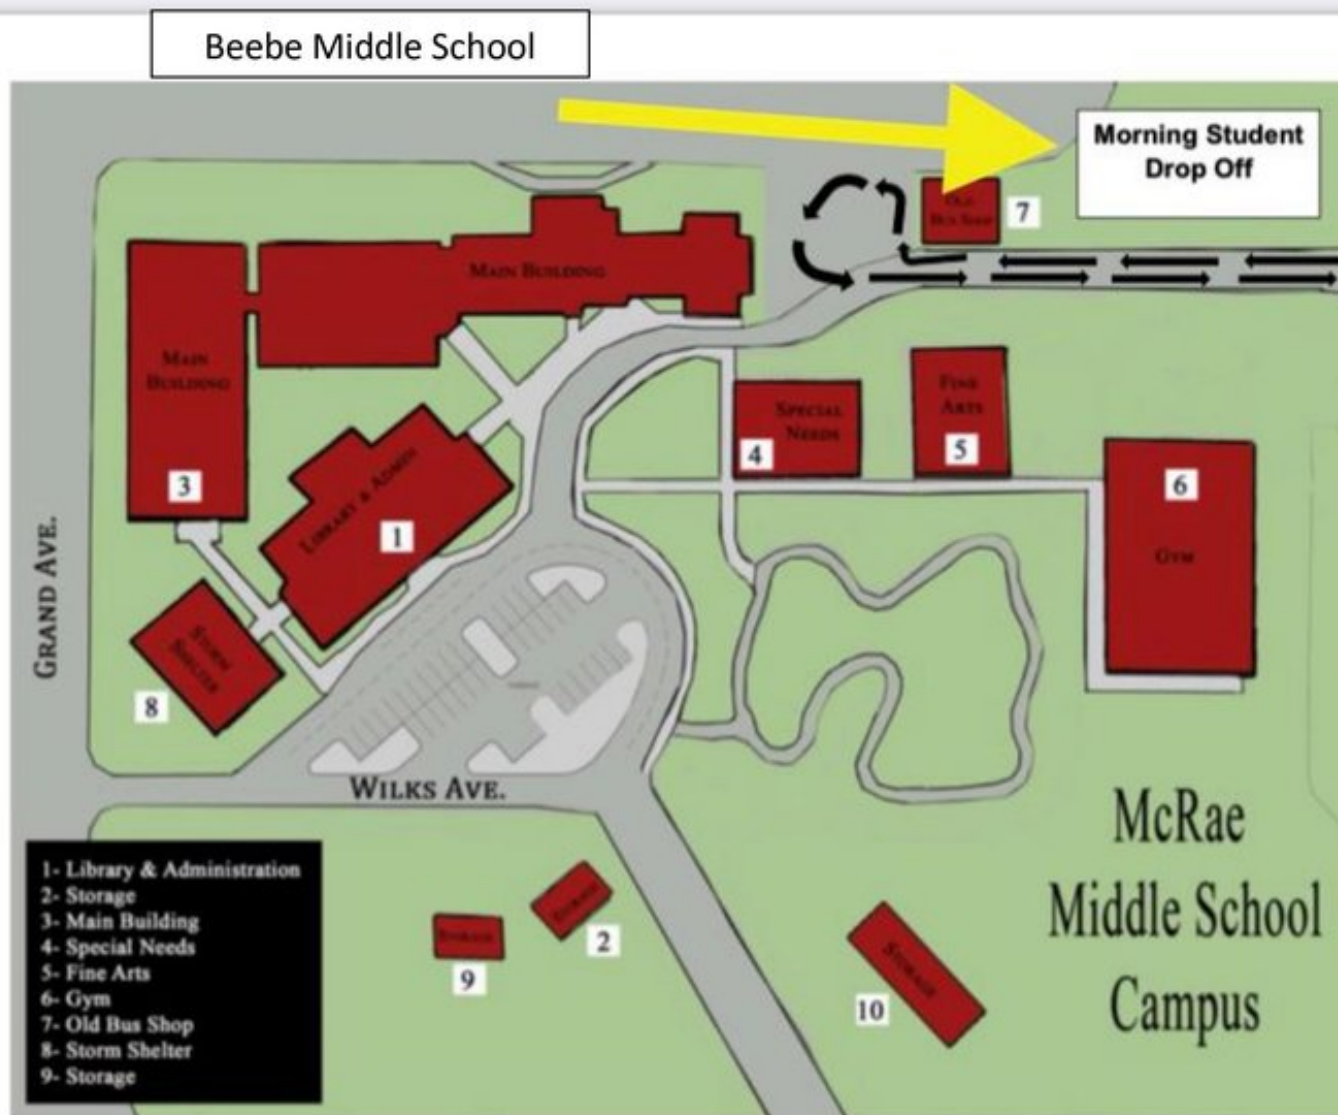 Beebe Middle School
Morning Student
Drop Off
OLD
BUS SHOP
7
MAIN BUILDING
MAIN
BUILDING
3
LIBRARY & ADMIN
1
SPECIAL
NEEDS
4
FINE
ARTS
5
6
GYM
GRAND AVE.
STORM
SHELTER
8
WILKS AVE.
McRae
Middle School
Campus
1- Library & Administration
2- Storage
3- Main Building
4- Special Needs
5- Fine Arts
6- Gym
7- Old Bus Shop
8- Storm Shelter
9- Storage
STORAGE
2
STORAGE
9
STORAGE
10